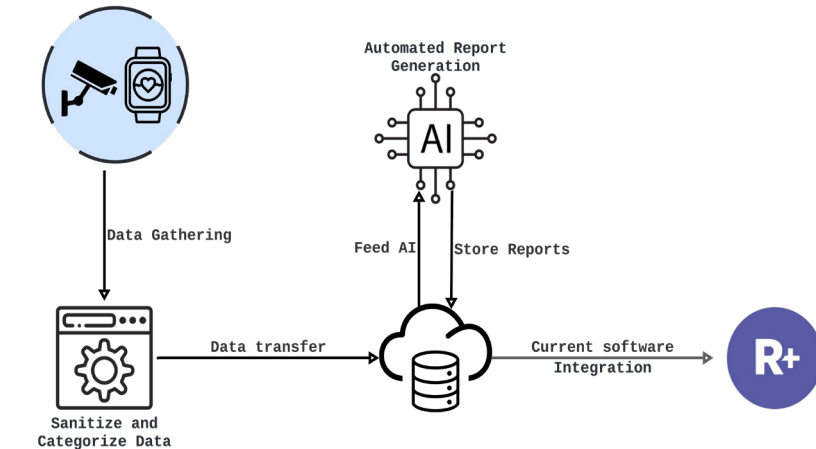 Automated Report
Generation
AI
Data Gathering
Feed AI
Store Reports
Data transfer
Current software
Integration
R+
Sanitize and
Categorize Data